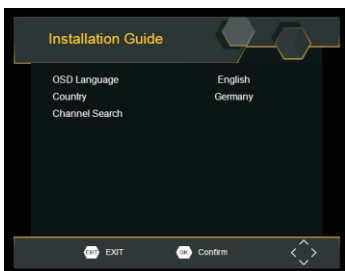 Installation Guide
OSD Language English
Country Germany
Channel Search
EXIT EXIT OK Confirm